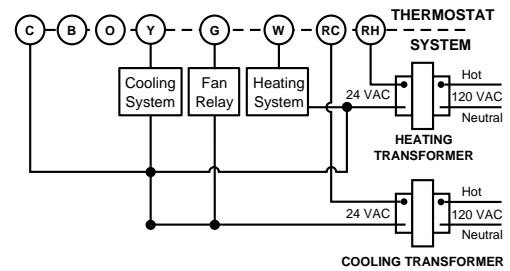 THERMOSTAT
C B O Y G W RC RH
SYSTEM
Cooling
System
Fan
Relay
Heating
System
24 VAC
Hot
120 VAC
Neutral
HEATING
TRANSFORMER
24 VAC
Hot
120 VAC
Neutral
COOLING TRANSFORMER